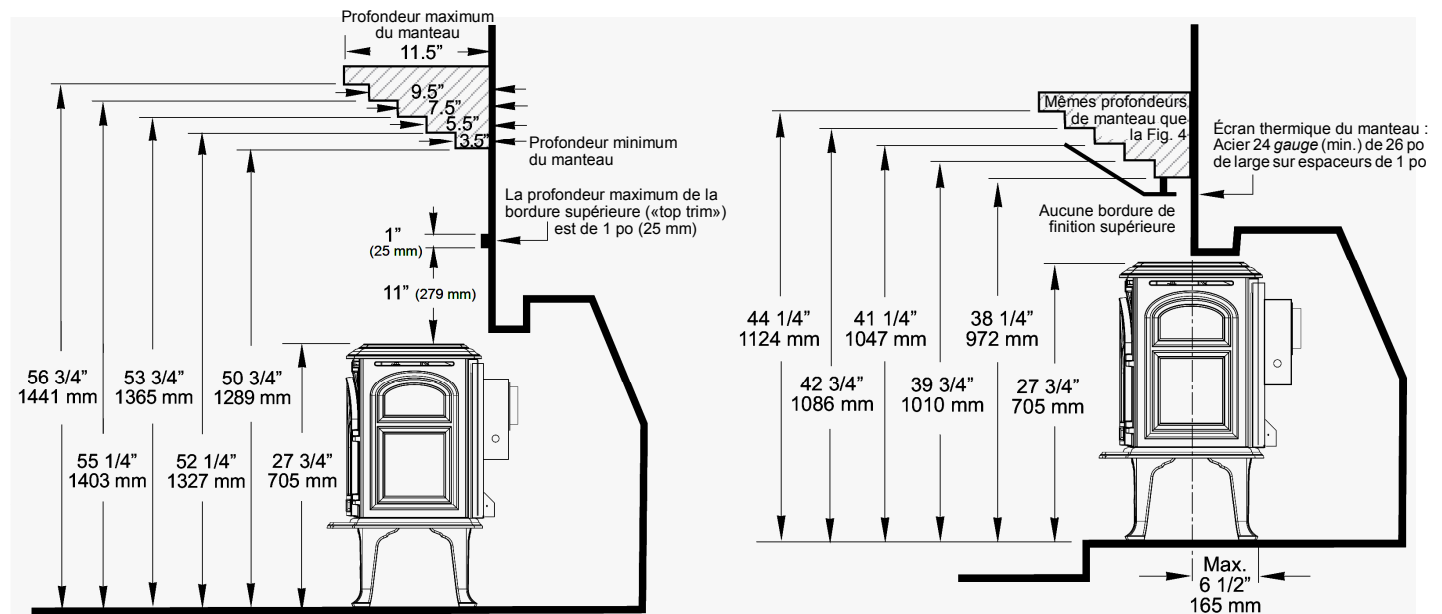 Profondeur maximum
du manteau
11.5”
9.5”
7.5”
5.5”
3.5”
Profondeur minimum
du manteau
La profondeur maximum de la
bordure supérieure («top trim»)
est de 1 po (25 mm)
1”
(25 mm)
11” (279 mm)
56 3/4”
1441 mm
53 3/4”
1365 mm
50 3/4”
1289 mm
55 1/4”
1403 mm
52 1/4”
1327 mm
27 3/4”
705 mm
Mêmes profondeurs
de manteau que
la Fig. 4
Écran thermique du manteau :
Acier 24 gauge (min.) de 26 po
de large sur espaceurs de 1 po
Aucune bordure de
finition supérieure
44 1/4”
1124 mm
41 1/4”
1047 mm
38 1/4”
972 mm
42 3/4”
1086 mm
39 3/4”
1010 mm
27 3/4”
705 mm
Max.
6 1/2”
165 mm